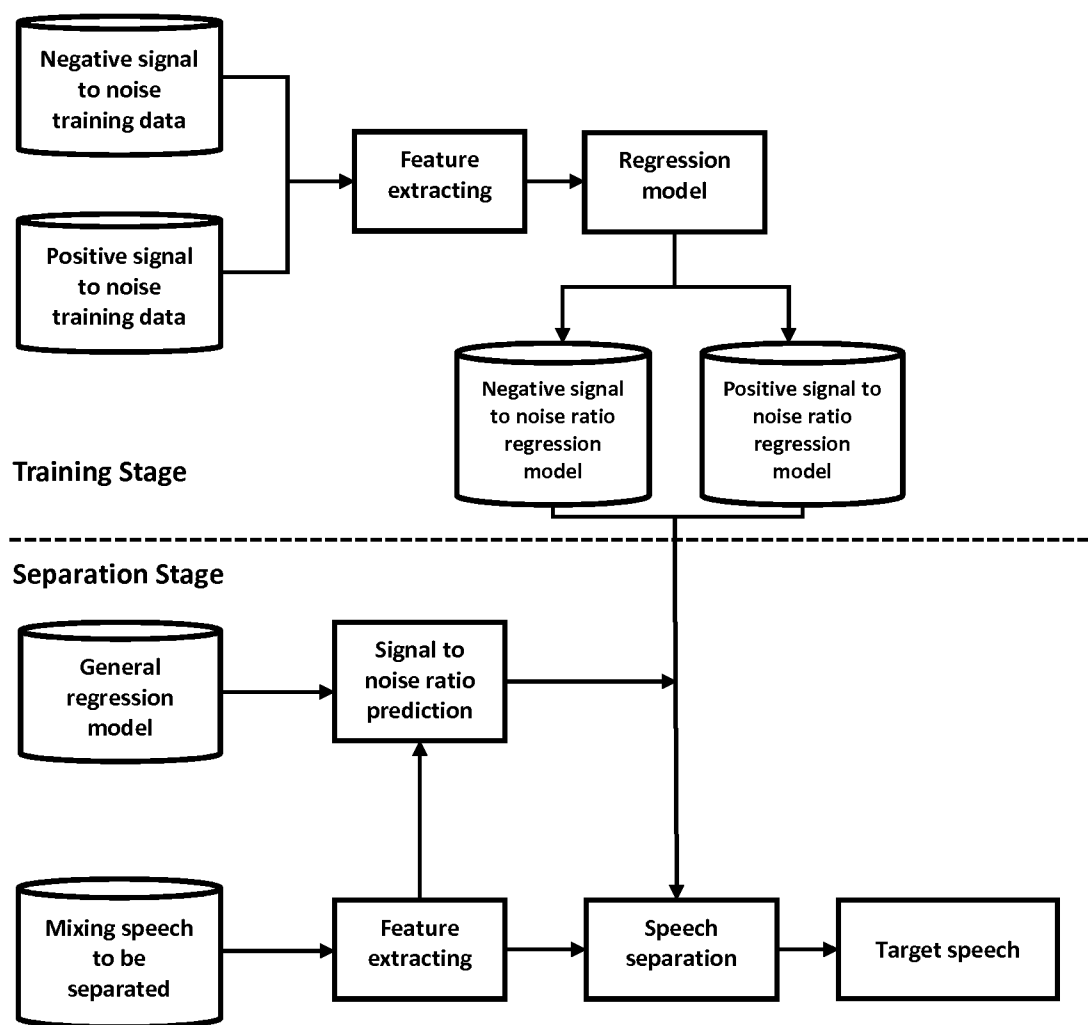 Negative signal
to noise
training data
Feature
extracting
Regression
model
Positive signal
to noise
training data
Negative signal
to noise ratio
regression
model
Positive signal to
noise ratio
regression
model
Training Stage
Separation Stage
General
regression
model
Signal to
noise ratio
prediction
Mixing speech
to be
separated
Feature
extracting
Speech
separation
Target speech